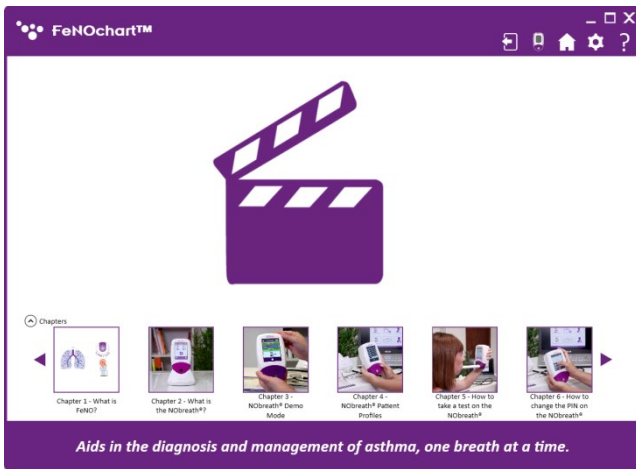 FeNOchart™
?
Chapters
Chapter 1 - What is
FeNO?
Chapter 2 - What is
the NObreath®?
Chapter 3 -
NObreath® Demo
Mode
Chapter 4 -
NObreath® Patient
Profiles
Chapter 5 - How to
take a test on the
NObreath®
Chapter 6 - How to
change the PIN on
the NObreath®
Aids in the diagnosis and management of asthma, one breath at a time.